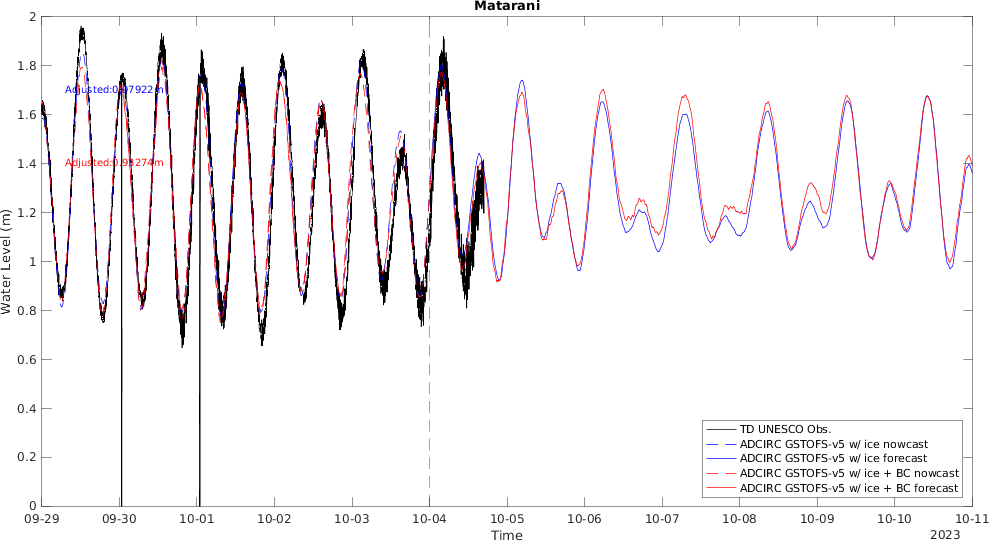 Matarani
2
1.8
1.6
1.4
1.2
1
0.8
0.6
0.4
0.2
0
Water Level (m)
Adjusted:0.97922m
Adjusted:0.93274m
TD UNESCO Obs.
ADCIRC GSTOFS-v5 w/ ice nowcast
ADCIRC GSTOFS-v5 w/ ice forecast
ADCIRC GSTOFS-v5 w/ ice + BC nowcast
ADCIRC GSTOFS-v5 w/ ice + BC forecast
09-29 09-30 10-01 10-02 10-03 10-04 10-05 10-06 10-07 10-08 10-09 10-10 10-11
Time
2023